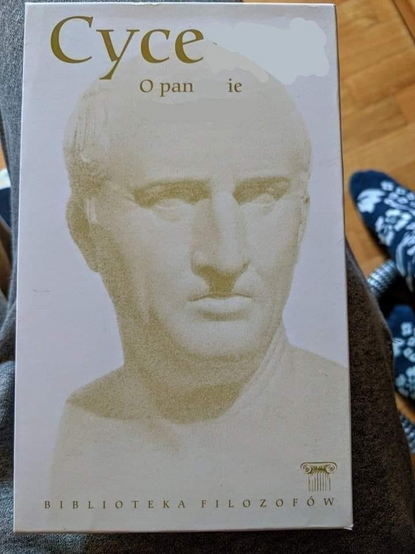 Cyce
O pan ie
BIBLIOTEKA FILOZOFÓW